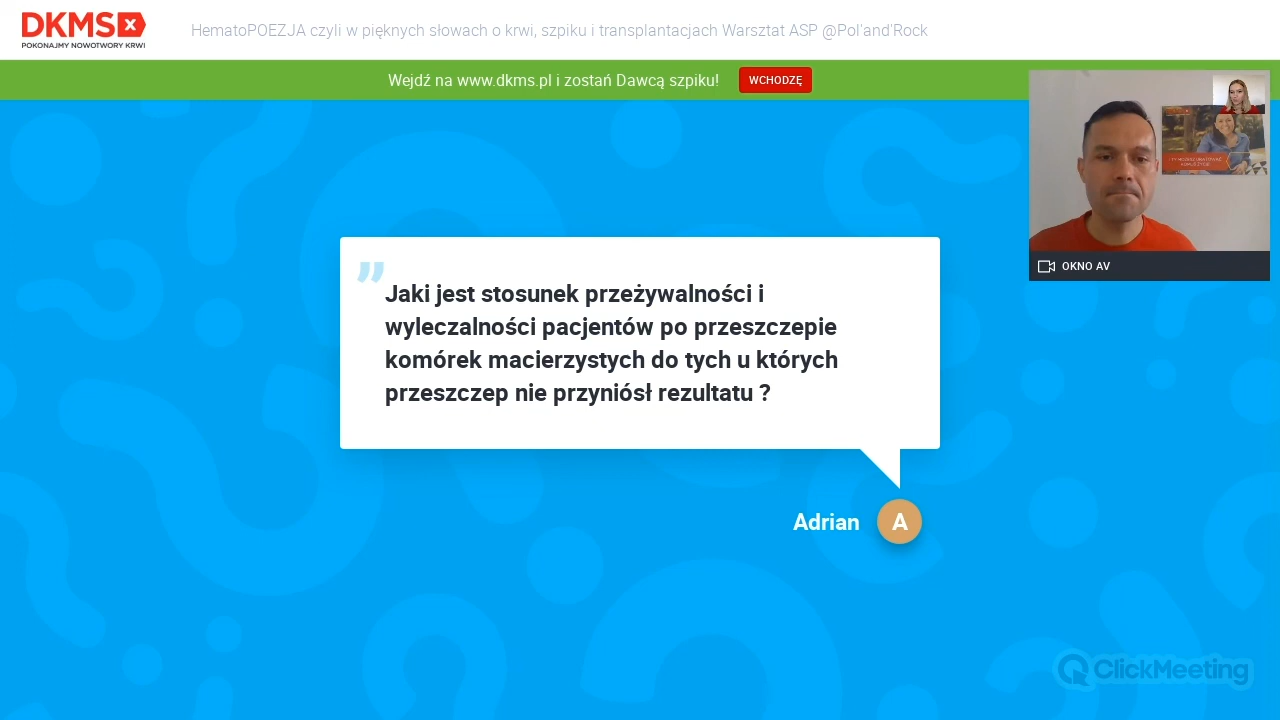 DKMS
POKONAJMY NOWOTWORY KRWI
HematoPOEZJA czyli w pięknych słowach o krwi, szpiku i transplantacjach Warsztat ASP @Pol'and'Rock
Wejdź na www.dkms.pl i zostań Dawcą szpiku!
WCHODZĘ
OKNO AV
Jaki jest stosunek przeżywalności i
wyleczalności pacjentów po przeszczepie
komórek macierzystych do tych u których
przeszczep nie przyniósł rezultatu ?
Adrian
A
ClickMeeting